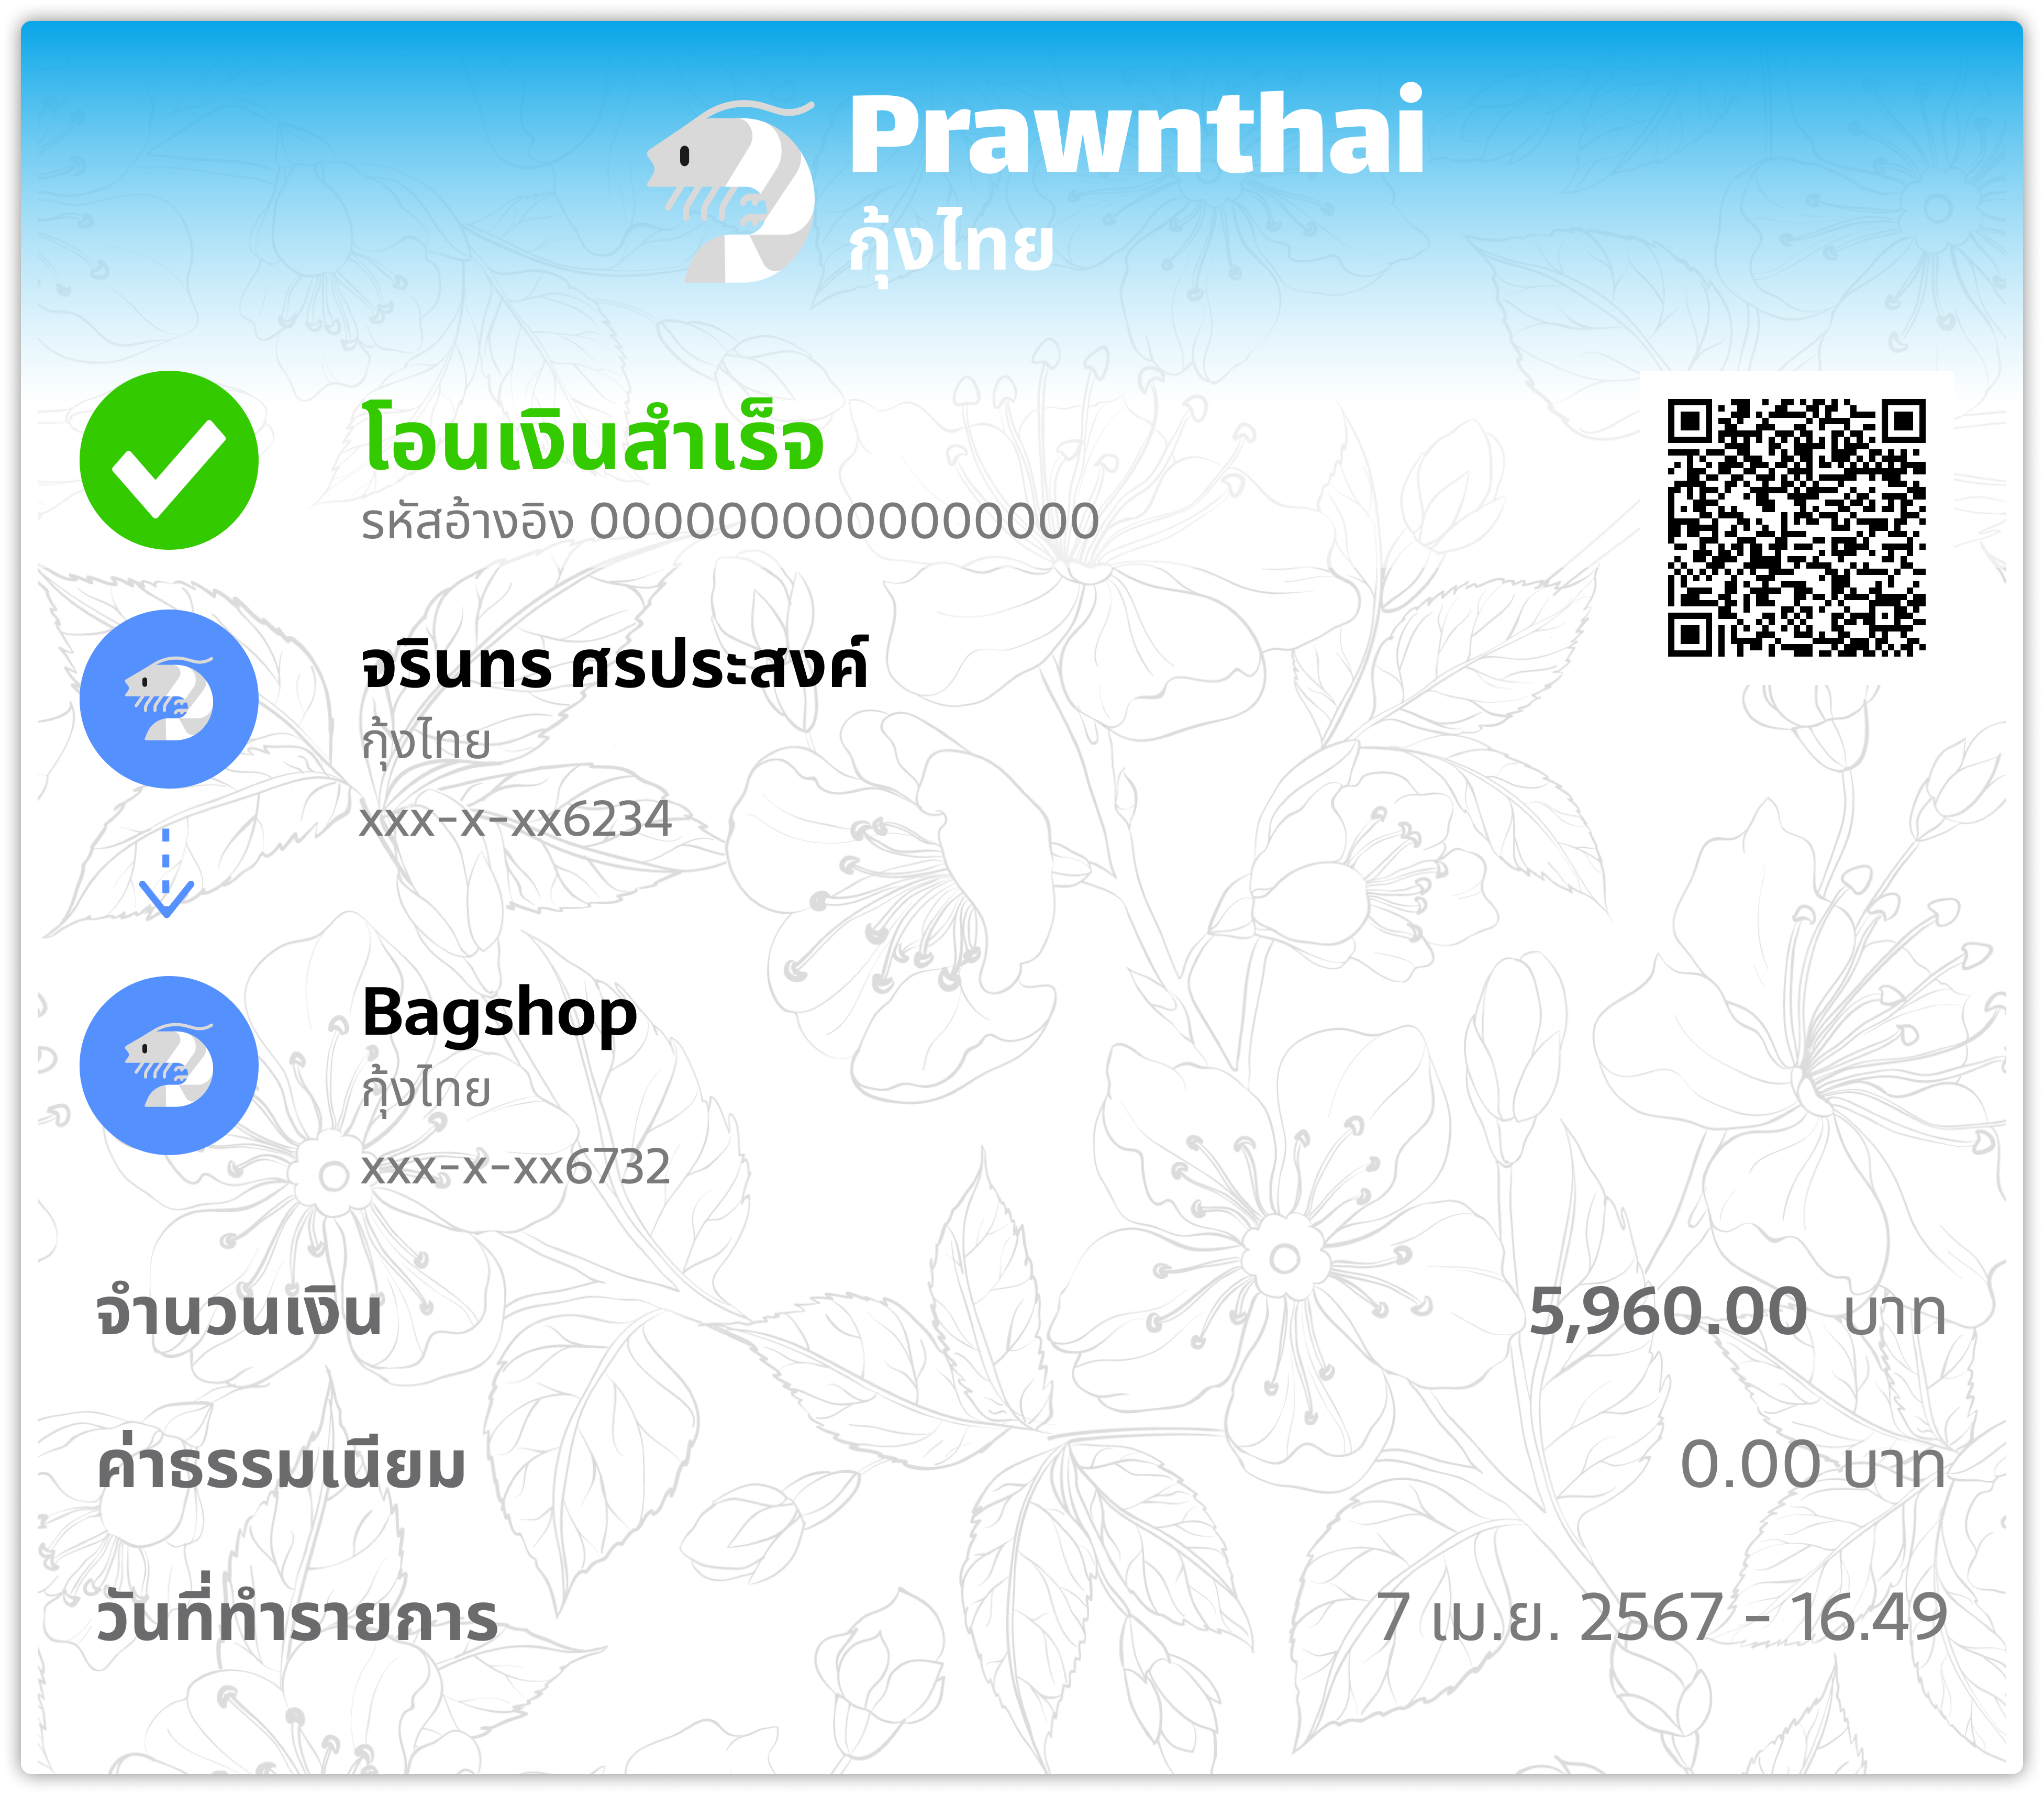 Prawnthai
กุ้งไทย
โอนเงินสำเร็จ
รหัสอ้างอิง 0000000000000000
จรินทร ศรประสงค์
กุ้งไทย
xxx-x-xx6234
Bagshop
กุ้งไทย
xxx-x-xx6732
จำนวนเงิน 5,960.00 บาท
ค่าธรรมเนียม 0.00 บาท
วันที่ทำรายการ 7 เม.ย. 2567 - 16.49